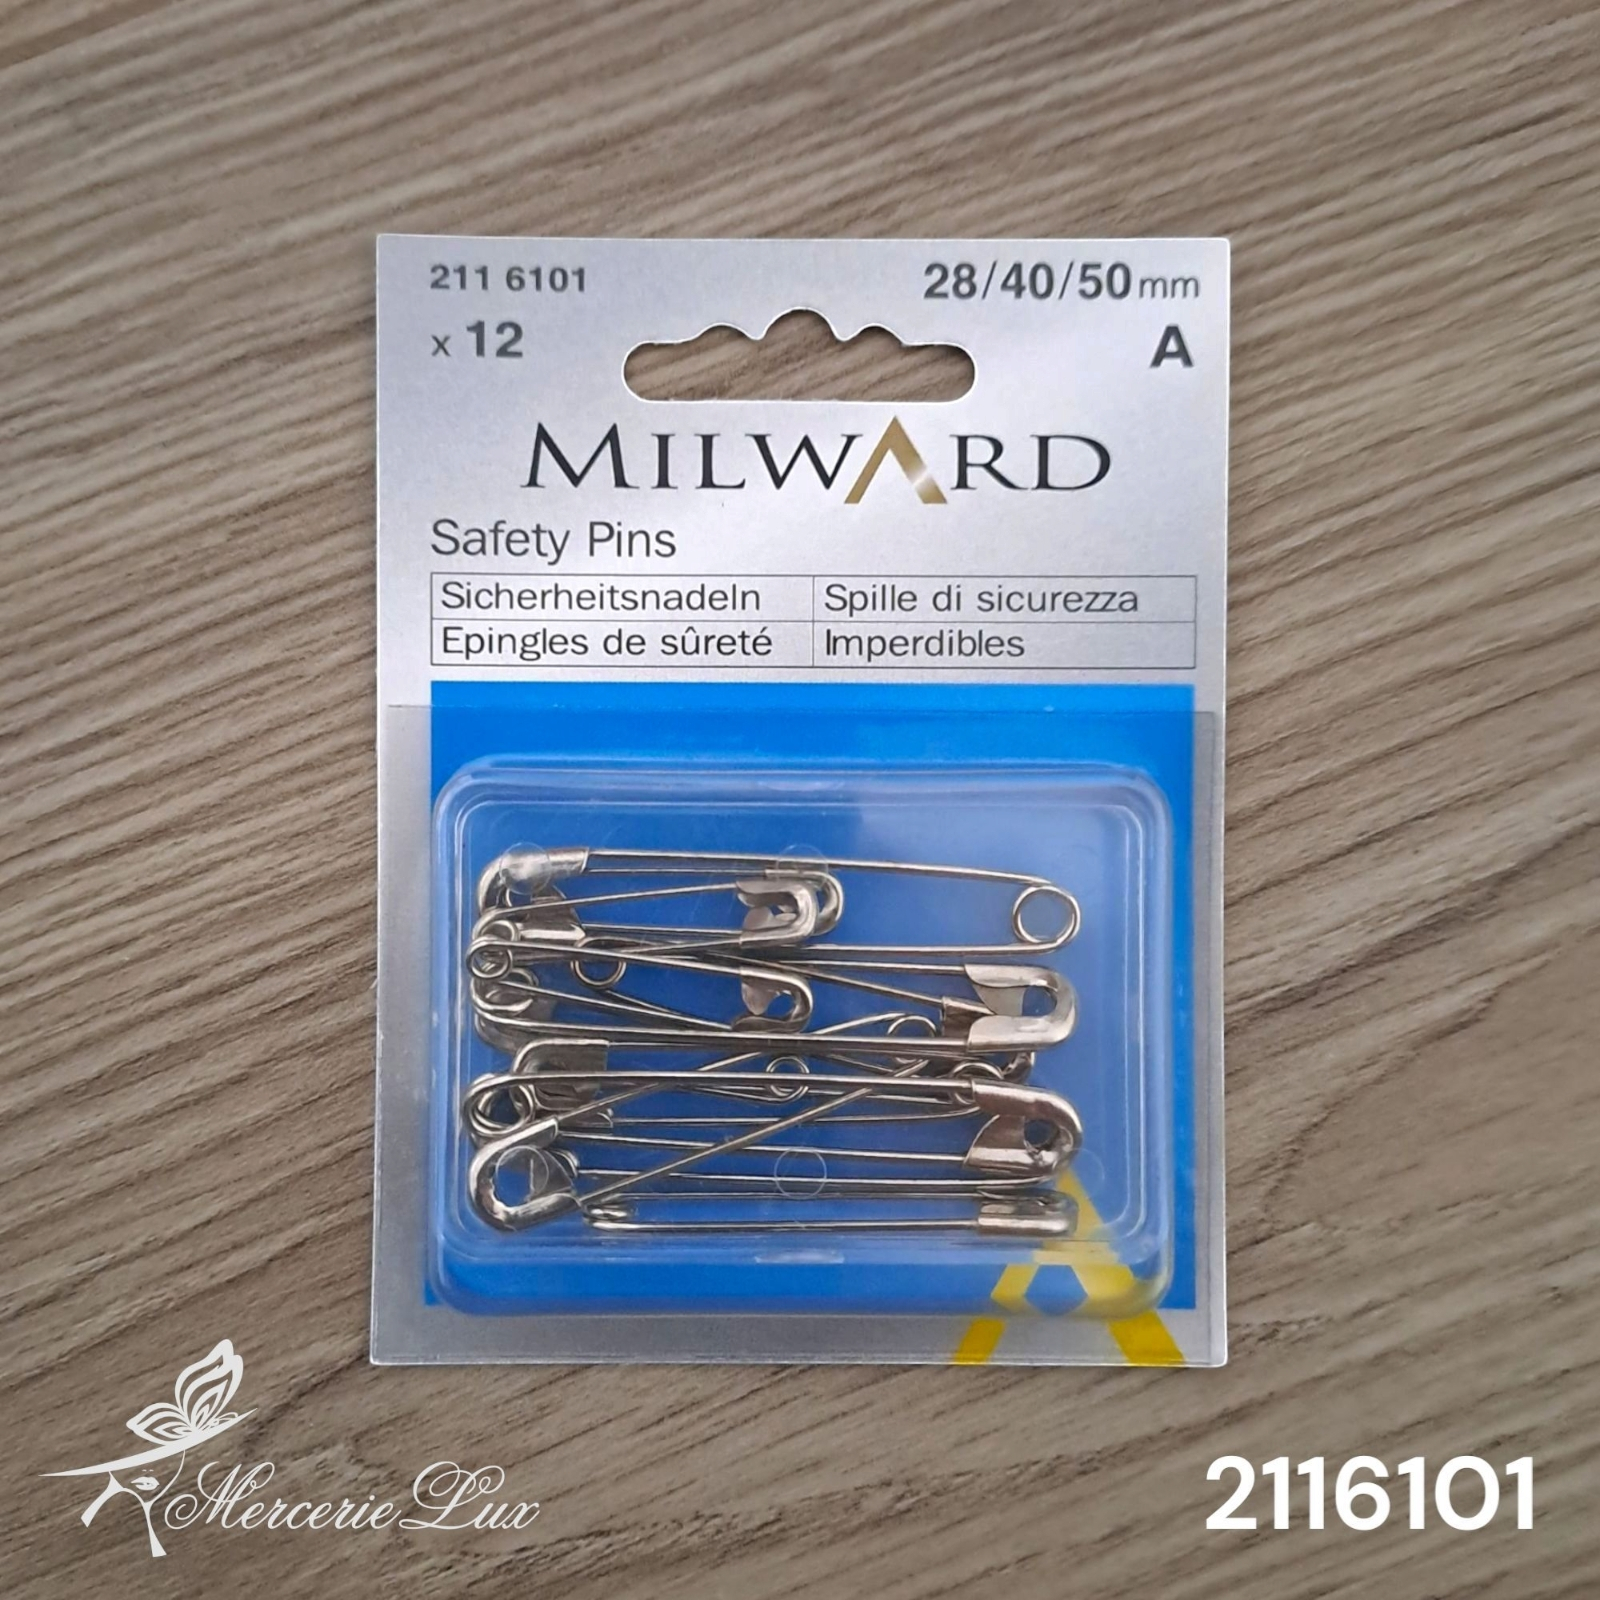 211 6101
28/40/50mm
x 12
A
MILWARD
Safety Pins
Sicherheitsnadeln
Spille di sicurezza
Epingles de sûreté
Imperdibles
Mercerie Lux
2116101